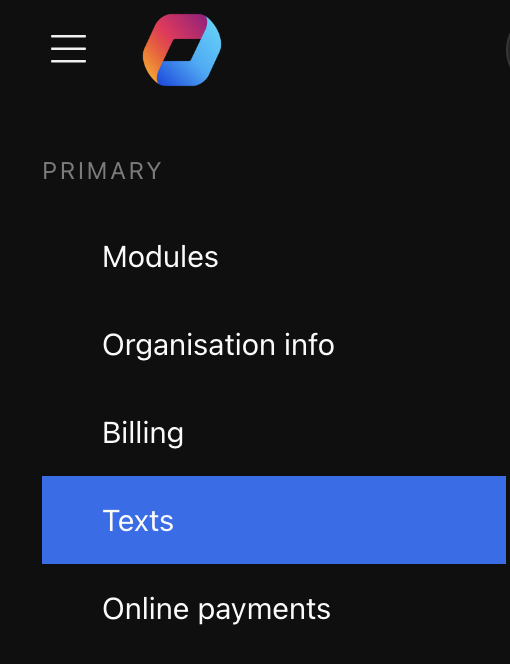 PRIMARY
Modules
Organisation info
Billing
Texts
Online payments